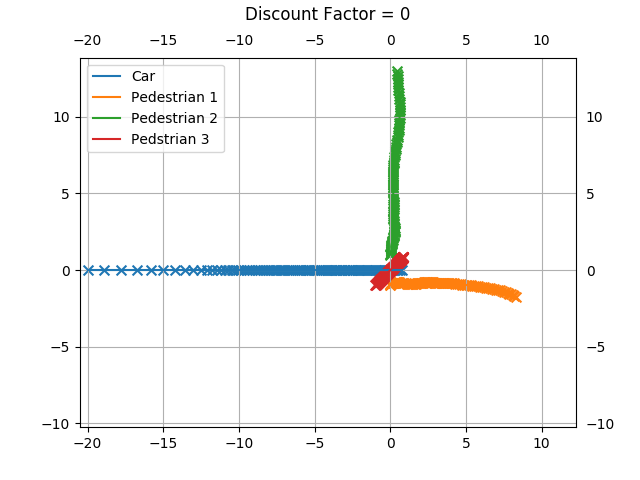 Discount Factor = 0
−20 −15 −10 −5 0 5 10
Car
Pedestrian 1
Pedestrian 2
Pedstrian 3
10 10
5 5
0 0
−5 −5
−10 −10
−20 −15 −10 −5 0 5 10